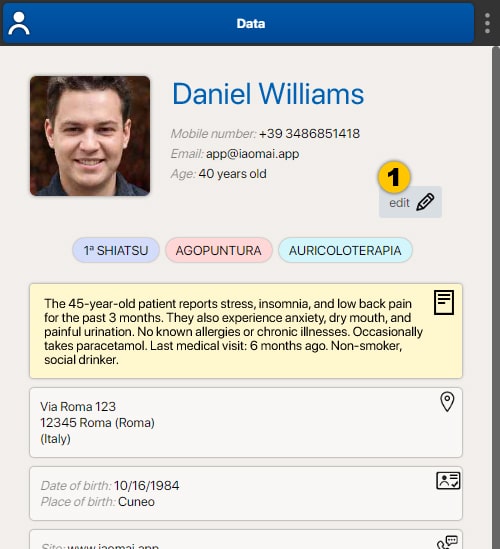 Data
Daniel Williams
Mobile number: +39 3486851418
Email: app@iaomai.app
Age: 40 years old
1
edit
1ª SHIATSU AGOPUNTURA AURICOLOTERAPIA
The 45-year-old patient reports stress, insomnia, and low back pain
for the past 3 months. They also experience anxiety, dry mouth, and
painful urination. No known allergies or chronic illnesses. Occasionally
takes paracetamol. Last medical visit: 6 months ago. Non-smoker,
social drinker.
Via Roma 123
12345 Roma (Roma)
(Italy)
Date of birth: 10/16/1984
Place of birth: Cuneo
Site: www.iaomai.app